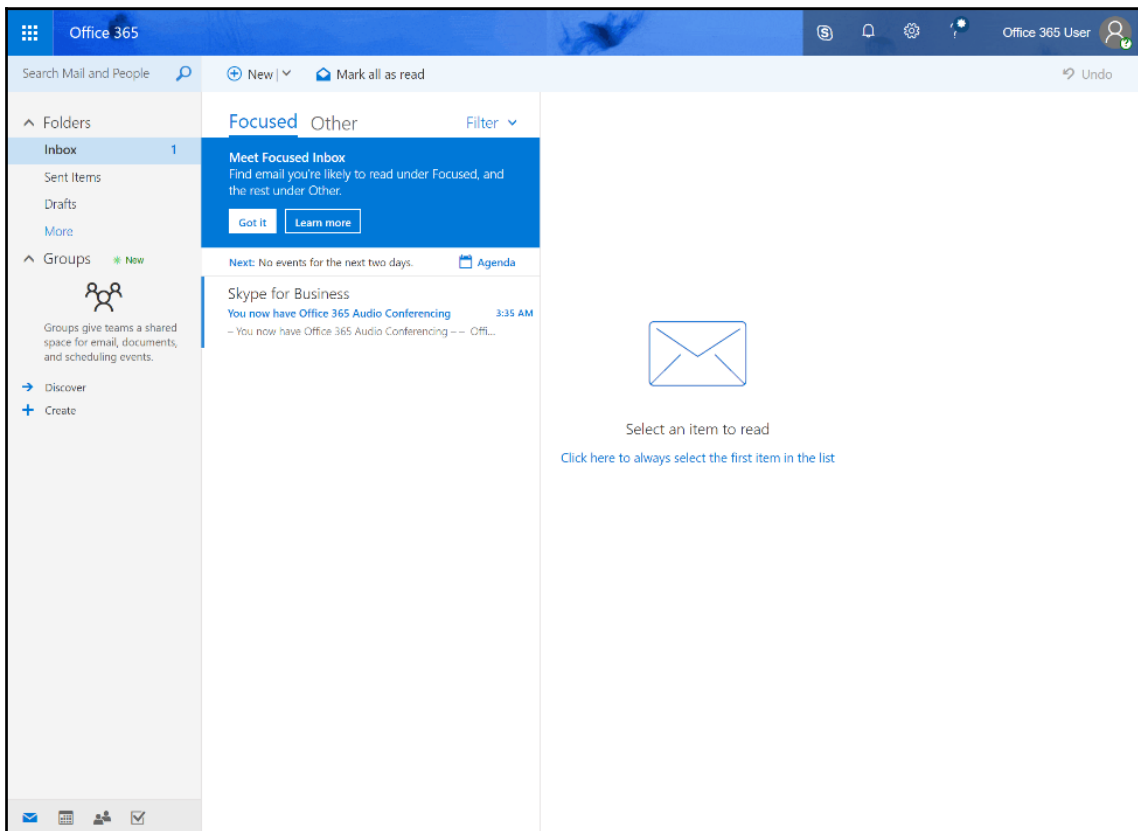 Office 365
Office 365 User
Search Mail and People
New
Mark all as read
Undo
Folders
Inbox 1
Sent Items
Drafts
More
Groups New
Groups give teams a shared
space for email, documents,
and scheduling events.
Discover
Create
Focused Other Filter
Meet Focused Inbox
Find email you're likely to read under Focused, and
the rest under Other.
Got it Learn more
Next: No events for the next two days. Agenda
Skype for Business
You now have Office 365 Audio Conferencing 3:35 AM
– You now have Office 365 Audio Conferencing – – Offi...
Select an item to read
Click here to always select the first item in the list